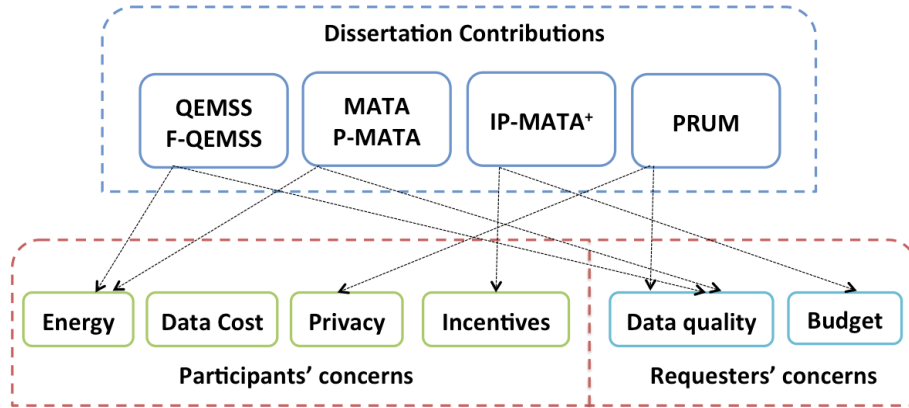 Dissertation Contributions
QEMSS
F-QEMSS
MATA
P-MATA
IP-MATA⁺
PRUM
Energy
Data Cost
Privacy
Incentives
Data quality
Budget
Participants’ concerns
Requesters’ concerns